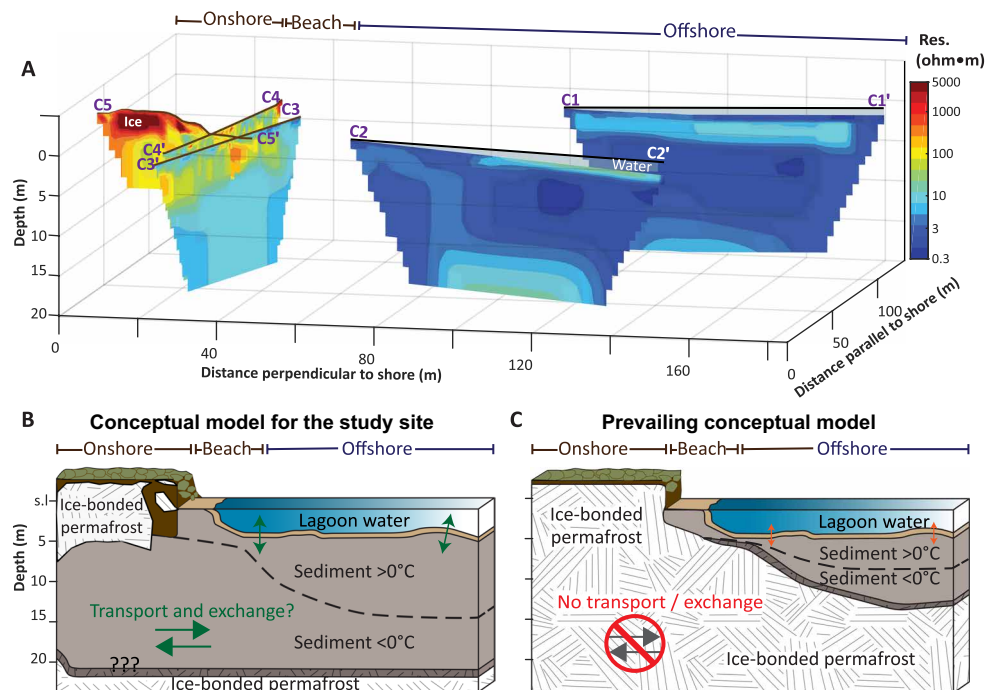 Onshore
Beach
Offshore
Res.
(ohm•m)
A
5000
1000
100
10
3
0.3
C5
Ice
C4
C3
C4'
C3'
C5'
C2
C2'
Water
C1
C1'
Depth (m)
0
5
10
15
20
0
40
80
120
160
Distance perpendicular to shore (m)
0
50
100
Distance parallel to shore (m)
B
Conceptual model for the study site
Onshore
Beach
Offshore
Depth (m)
s.l
5
10
15
20
Ice-bonded
permafrost
Lagoon water
Sediment >0°C
Transport and exchange?
Sediment <0°C
???
Ice-bonded permafrost
C
Prevailing conceptual model
Onshore
Beach
Offshore
Ice-bonded
permafrost
Lagoon water
Sediment >0°C
Sediment <0°C
No transport / exchange
Ice-bonded permafrost